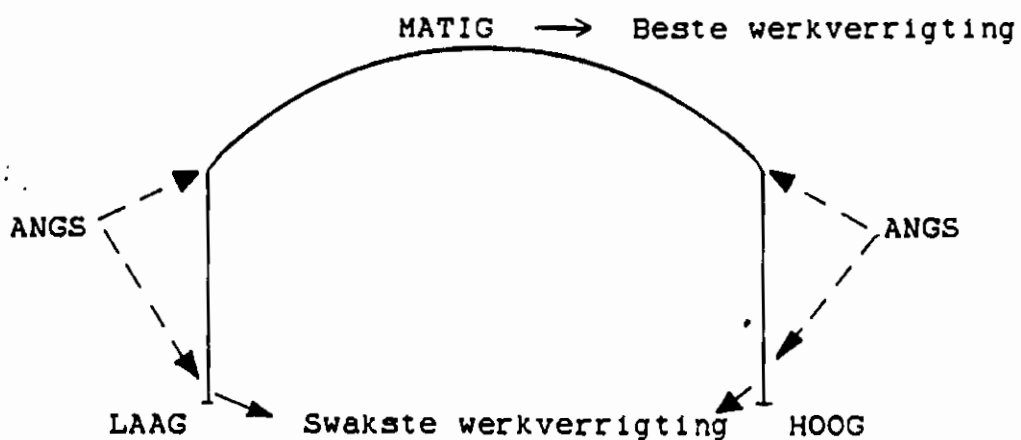 MATIG → Beste werkverrigting
ANGS ANGS
LAAG Swakste werkverrigting HOOG